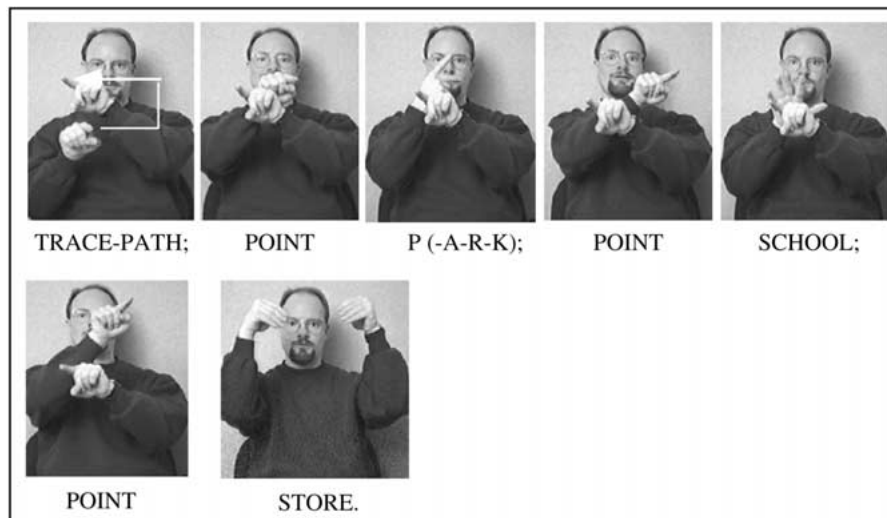 TRACE-PATH; POINT P (-A-R-K); POINT SCHOOL;
POINT STORE.